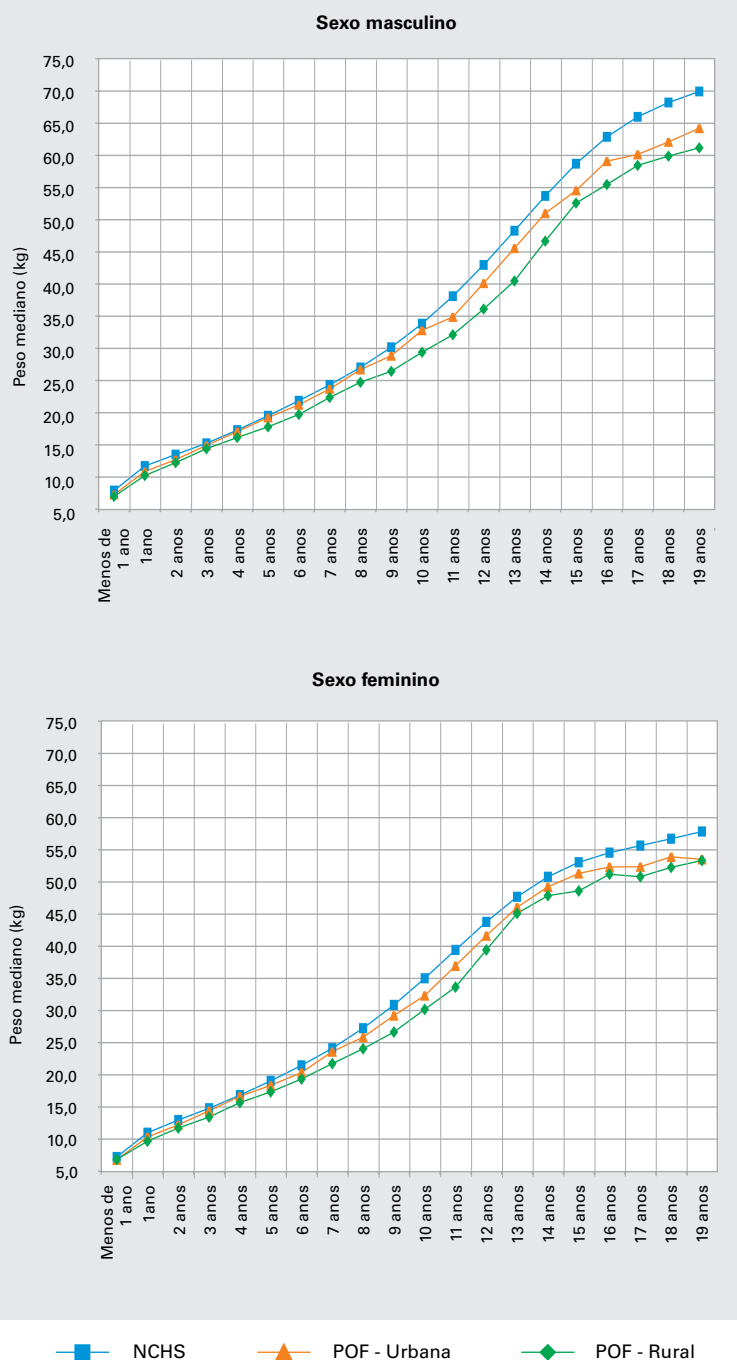 Sexo masculino
75,0
70,0
65,0
60,0
55,0
50,0
45,0
40,0
35,0
30,0
25,0
20,0
15,0
10,0
5,0
Peso mediano (kg)
Menos de
1 ano
1ano
2 anos
3 anos
4 anos
5 anos
6 anos
7 anos
8 anos
9 anos
10 anos
11 anos
12 anos
13 anos
14 anos
15 anos
16 anos
17 anos
18 anos
19 anos
Sexo feminino
75,0
70,0
65,0
60,0
55,0
50,0
45,0
40,0
35,0
30,0
25,0
20,0
15,0
10,0
5,0
Peso mediano (kg)
Menos de
1 ano
1ano
2 anos
3 anos
4 anos
5 anos
6 anos
7 anos
8 anos
9 anos
10 anos
11 anos
12 anos
13 anos
14 anos
15 anos
16 anos
17 anos
18 anos
19 anos
NCHS POF - Urbana POF - Rural